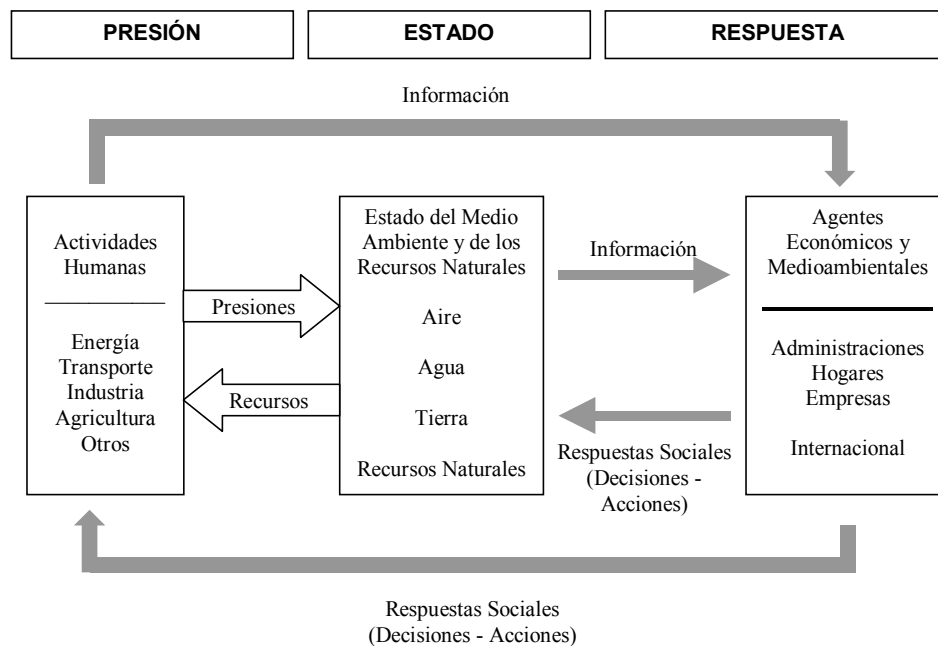 PRESIÓN
ESTADO
RESPUESTA
Información
Actividades
Humanas
Energía
Transporte
Industria
Agricultura
Otros
Presiones
Recursos
Estado del Medio
Ambiente y de los
Recursos Naturales
Aire
Agua
Tierra
Recursos Naturales
Información
Respuestas Sociales
(Decisiones -
Acciones)
Agentes
Económicos y
Medioambientales
Administraciones
Hogares
Empresas
Internacional
Respuestas Sociales
(Decisiones - Acciones)